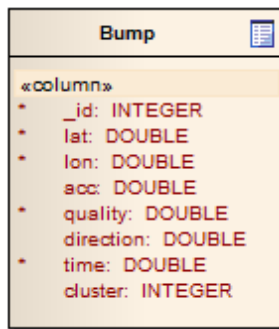 Bump
«column»
* _id: INTEGER
* lat: DOUBLE
* lon: DOUBLE
acc: DOUBLE
* quality: DOUBLE
direction: DOUBLE
* time: DOUBLE
cluster: INTEGER